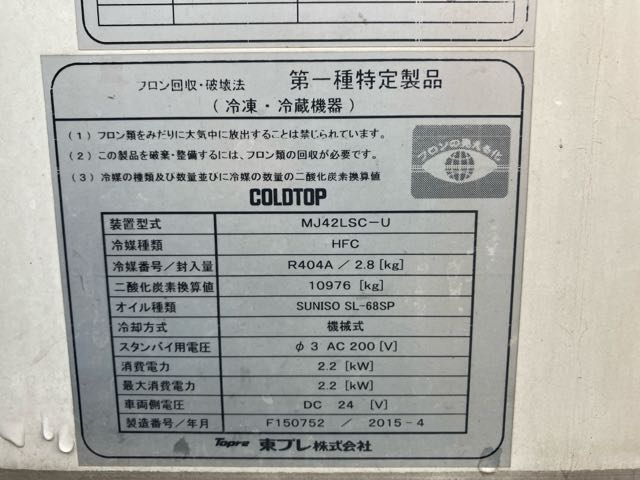 フロン回収・破壊法 第一種特定製品
(冷凍・冷蔵機器)
(1) フロン類をみだりに大気中に放出することは禁じられています。
(2) この製品を破棄・整備するには、フロン類の回収が必要です。
(3) 冷媒の種類及び数量並びに冷媒の数量の二酸化炭素換算値
フロンの見える化
COLDTOP
装置型式 MJ42LSC-U
冷媒種類 HFC
冷媒番号/封入量 R404A / 2.8 [kg]
二酸化炭素換算値 10976 [kg]
オイル種類 SUNISO SL-68SP
冷却方式 機械式
スタンバイ用電圧 φ3 AC 200 [V]
消費電力 2.2 [kW]
最大消費電力 2.2 [kW]
車両側電圧 DC 24 [V]
製造番号/年月 F150752 / 2015-4
Topre 東プレ株式会社